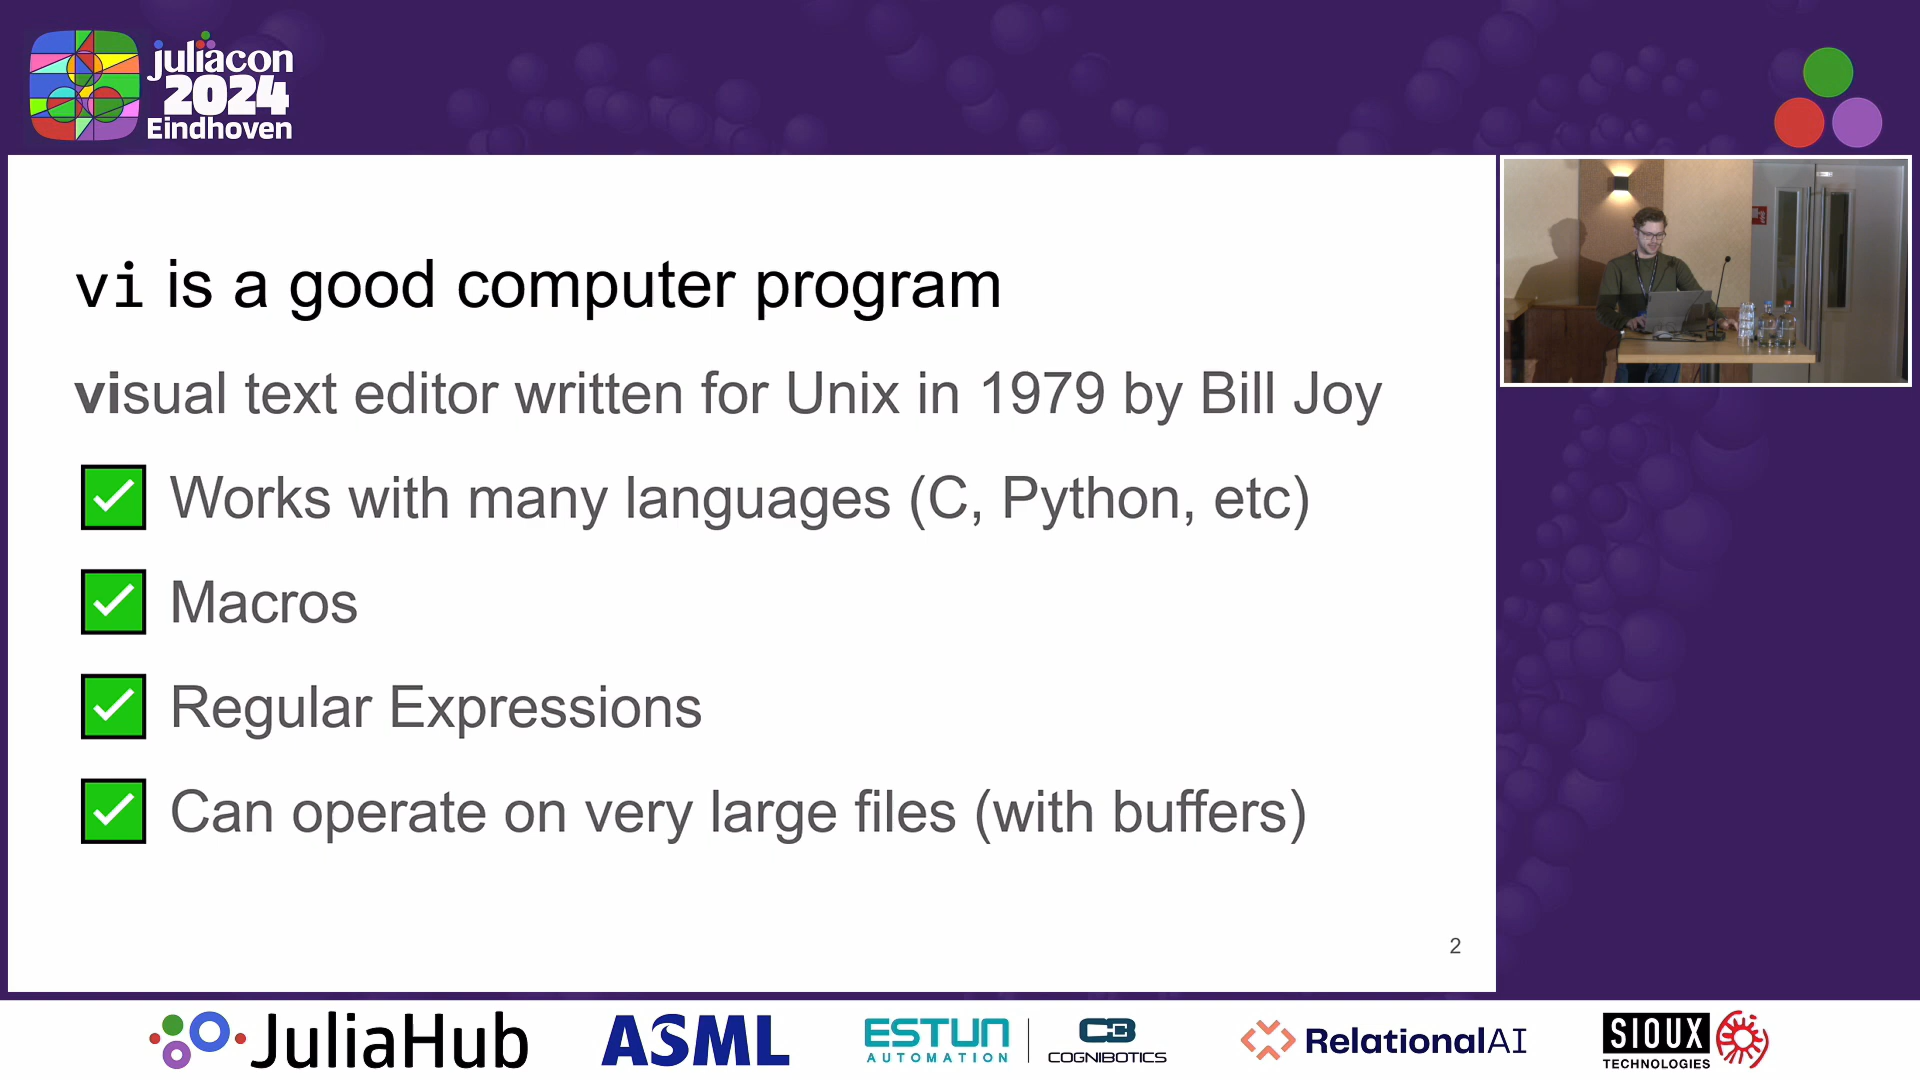 juliacon
2024
Eindhoven
vi is a good computer program
visual text editor written for Unix in 1979 by Bill Joy
Works with many languages (C, Python, etc)
Macros
Regular Expressions
Can operate on very large files (with buffers)
2
JuliaHub
ASML
ESTUN
AUTOMATION
COGNIBOTICS
RelationalAI
SIOUX
TECHNOLOGIES